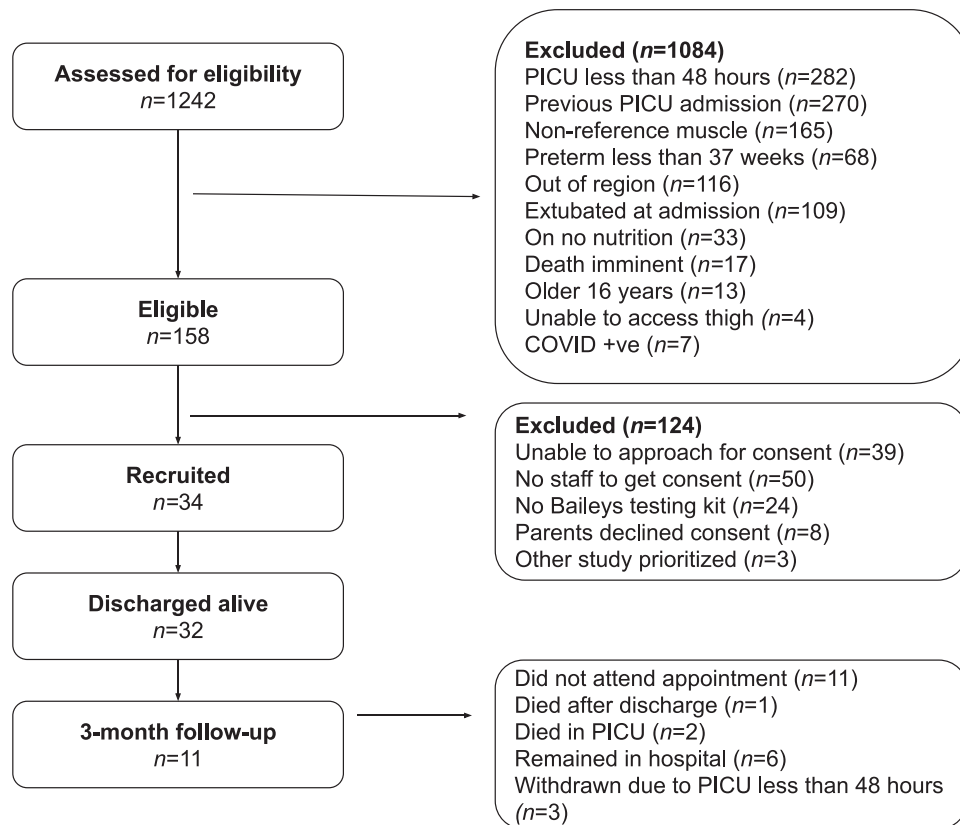 Assessed for eligibility
n=1242
Excluded (n=1084)
PICU less than 48 hours (n=282)
Previous PICU admission (n=270)
Non-reference muscle (n=165)
Preterm less than 37 weeks (n=68)
Out of region (n=116)
Extubated at admission (n=109)
On no nutrition (n=33)
Death imminent (n=17)
Older 16 years (n=13)
Unable to access thigh (n=4)
COVID +ve (n=7)
Eligible
n=158
Excluded (n=124)
Unable to approach for consent (n=39)
No staff to get consent (n=50)
No Baileys testing kit (n=24)
Parents declined consent (n=8)
Other study prioritized (n=3)
Recruited
n=34
Discharged alive
n=32
3-month follow-up
n=11
Did not attend appointment (n=11)
Died after discharge (n=1)
Died in PICU (n=2)
Remained in hospital (n=6)
Withdrawn due to PICU less than 48 hours
(n=3)